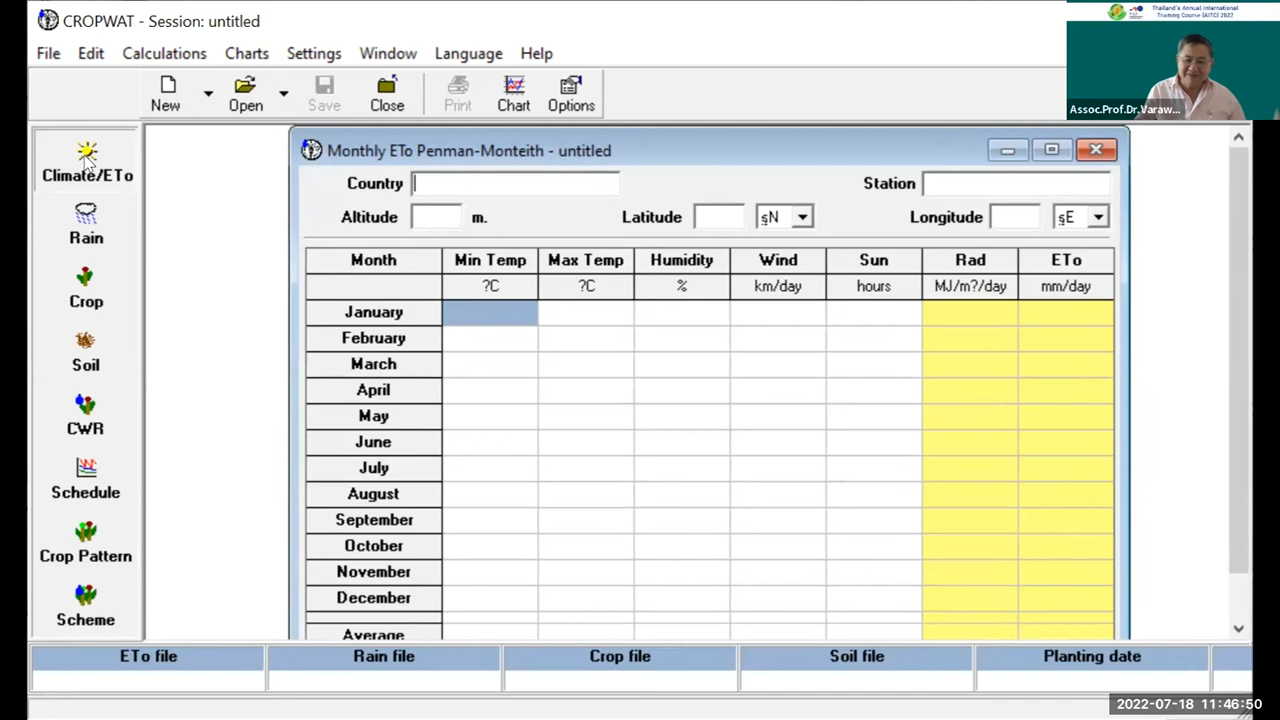 CROPWAT - Session: untitled
Thailand's Annual International
Training Course (AITC) 2022
File Edit Calculations Charts Settings Window Language Help
New Open Save Close Print Chart Options
Assoc.Prof.Dr.Varaw...
Climate/ETo
Rain
Crop
Soil
CWR
Schedule
Crop Pattern
Scheme
Monthly ETo Penman-Monteith - untitled
Country Station
Altitude m. Latitude §N Longitude §E
Month Min Temp Max Temp Humidity Wind Sun Rad ETo
?C ?C % km/day hours MJ/m?/day mm/day
January
February
March
April
May
June
July
August
September
October
November
December
Average
ETo file Rain file Crop file Soil file Planting date
2022-07-18 11:46:50